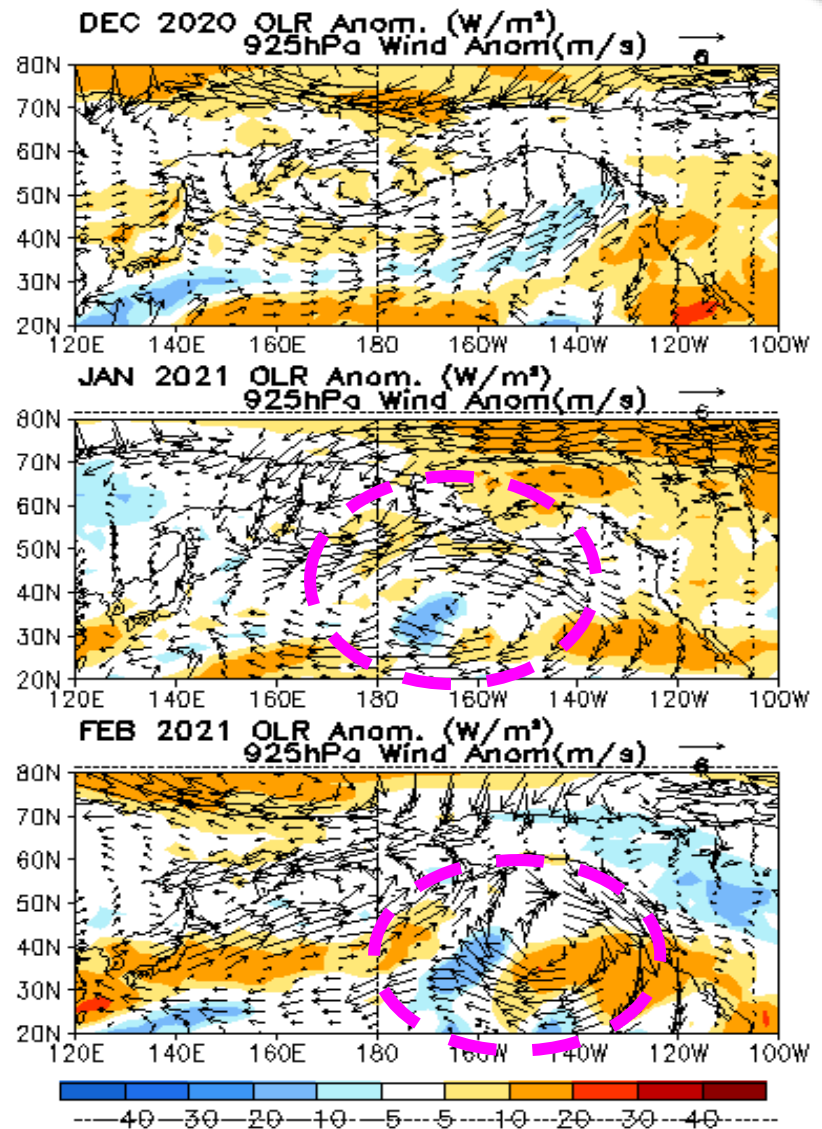 DEC 2020 OLR Anom. (W/m²)
925hPa Wind Anom(m/s)
6
80N
70N
60N
50N
40N
30N
20N
120E 140E 160E 180 160W 140W 120W 100W
JAN 2021 OLR Anom. (W/m²)
925hPa Wind Anom(m/s)
6
80N
70N
60N
50N
40N
30N
20N
120E 140E 160E 180 160W 140W 120W 100W
FEB 2021 OLR Anom. (W/m²)
925hPa Wind Anom(m/s)
6
80N
70N
60N
50N
40N
30N
20N
120E 140E 160E 180 160W 140W 120W 100W
-40 -30 -20 -10 -5 5 10 20 30 40